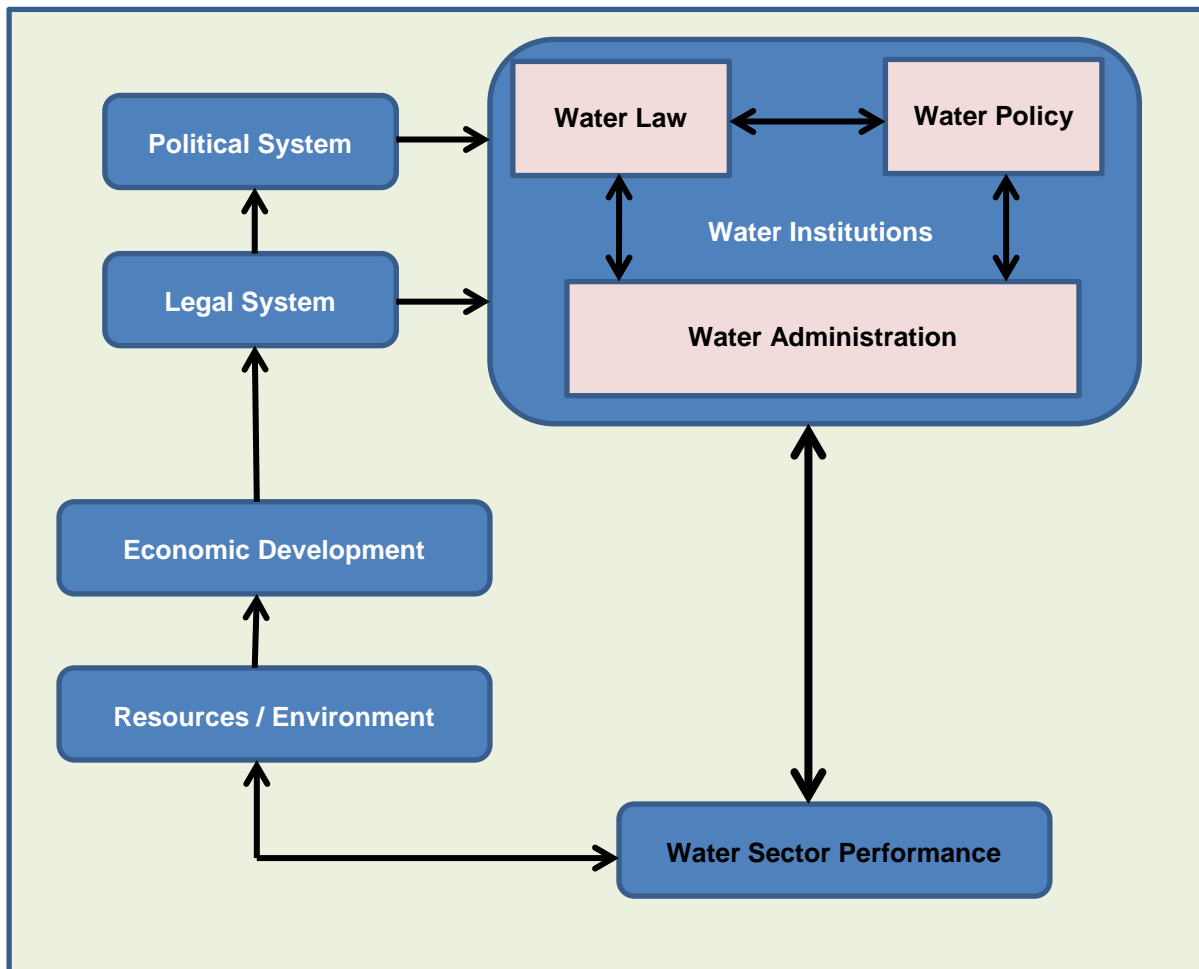 Water Law
Water Policy
Political System
Water Institutions
Legal System
Water Administration
Economic Development
Resources / Environment
Water Sector Performance